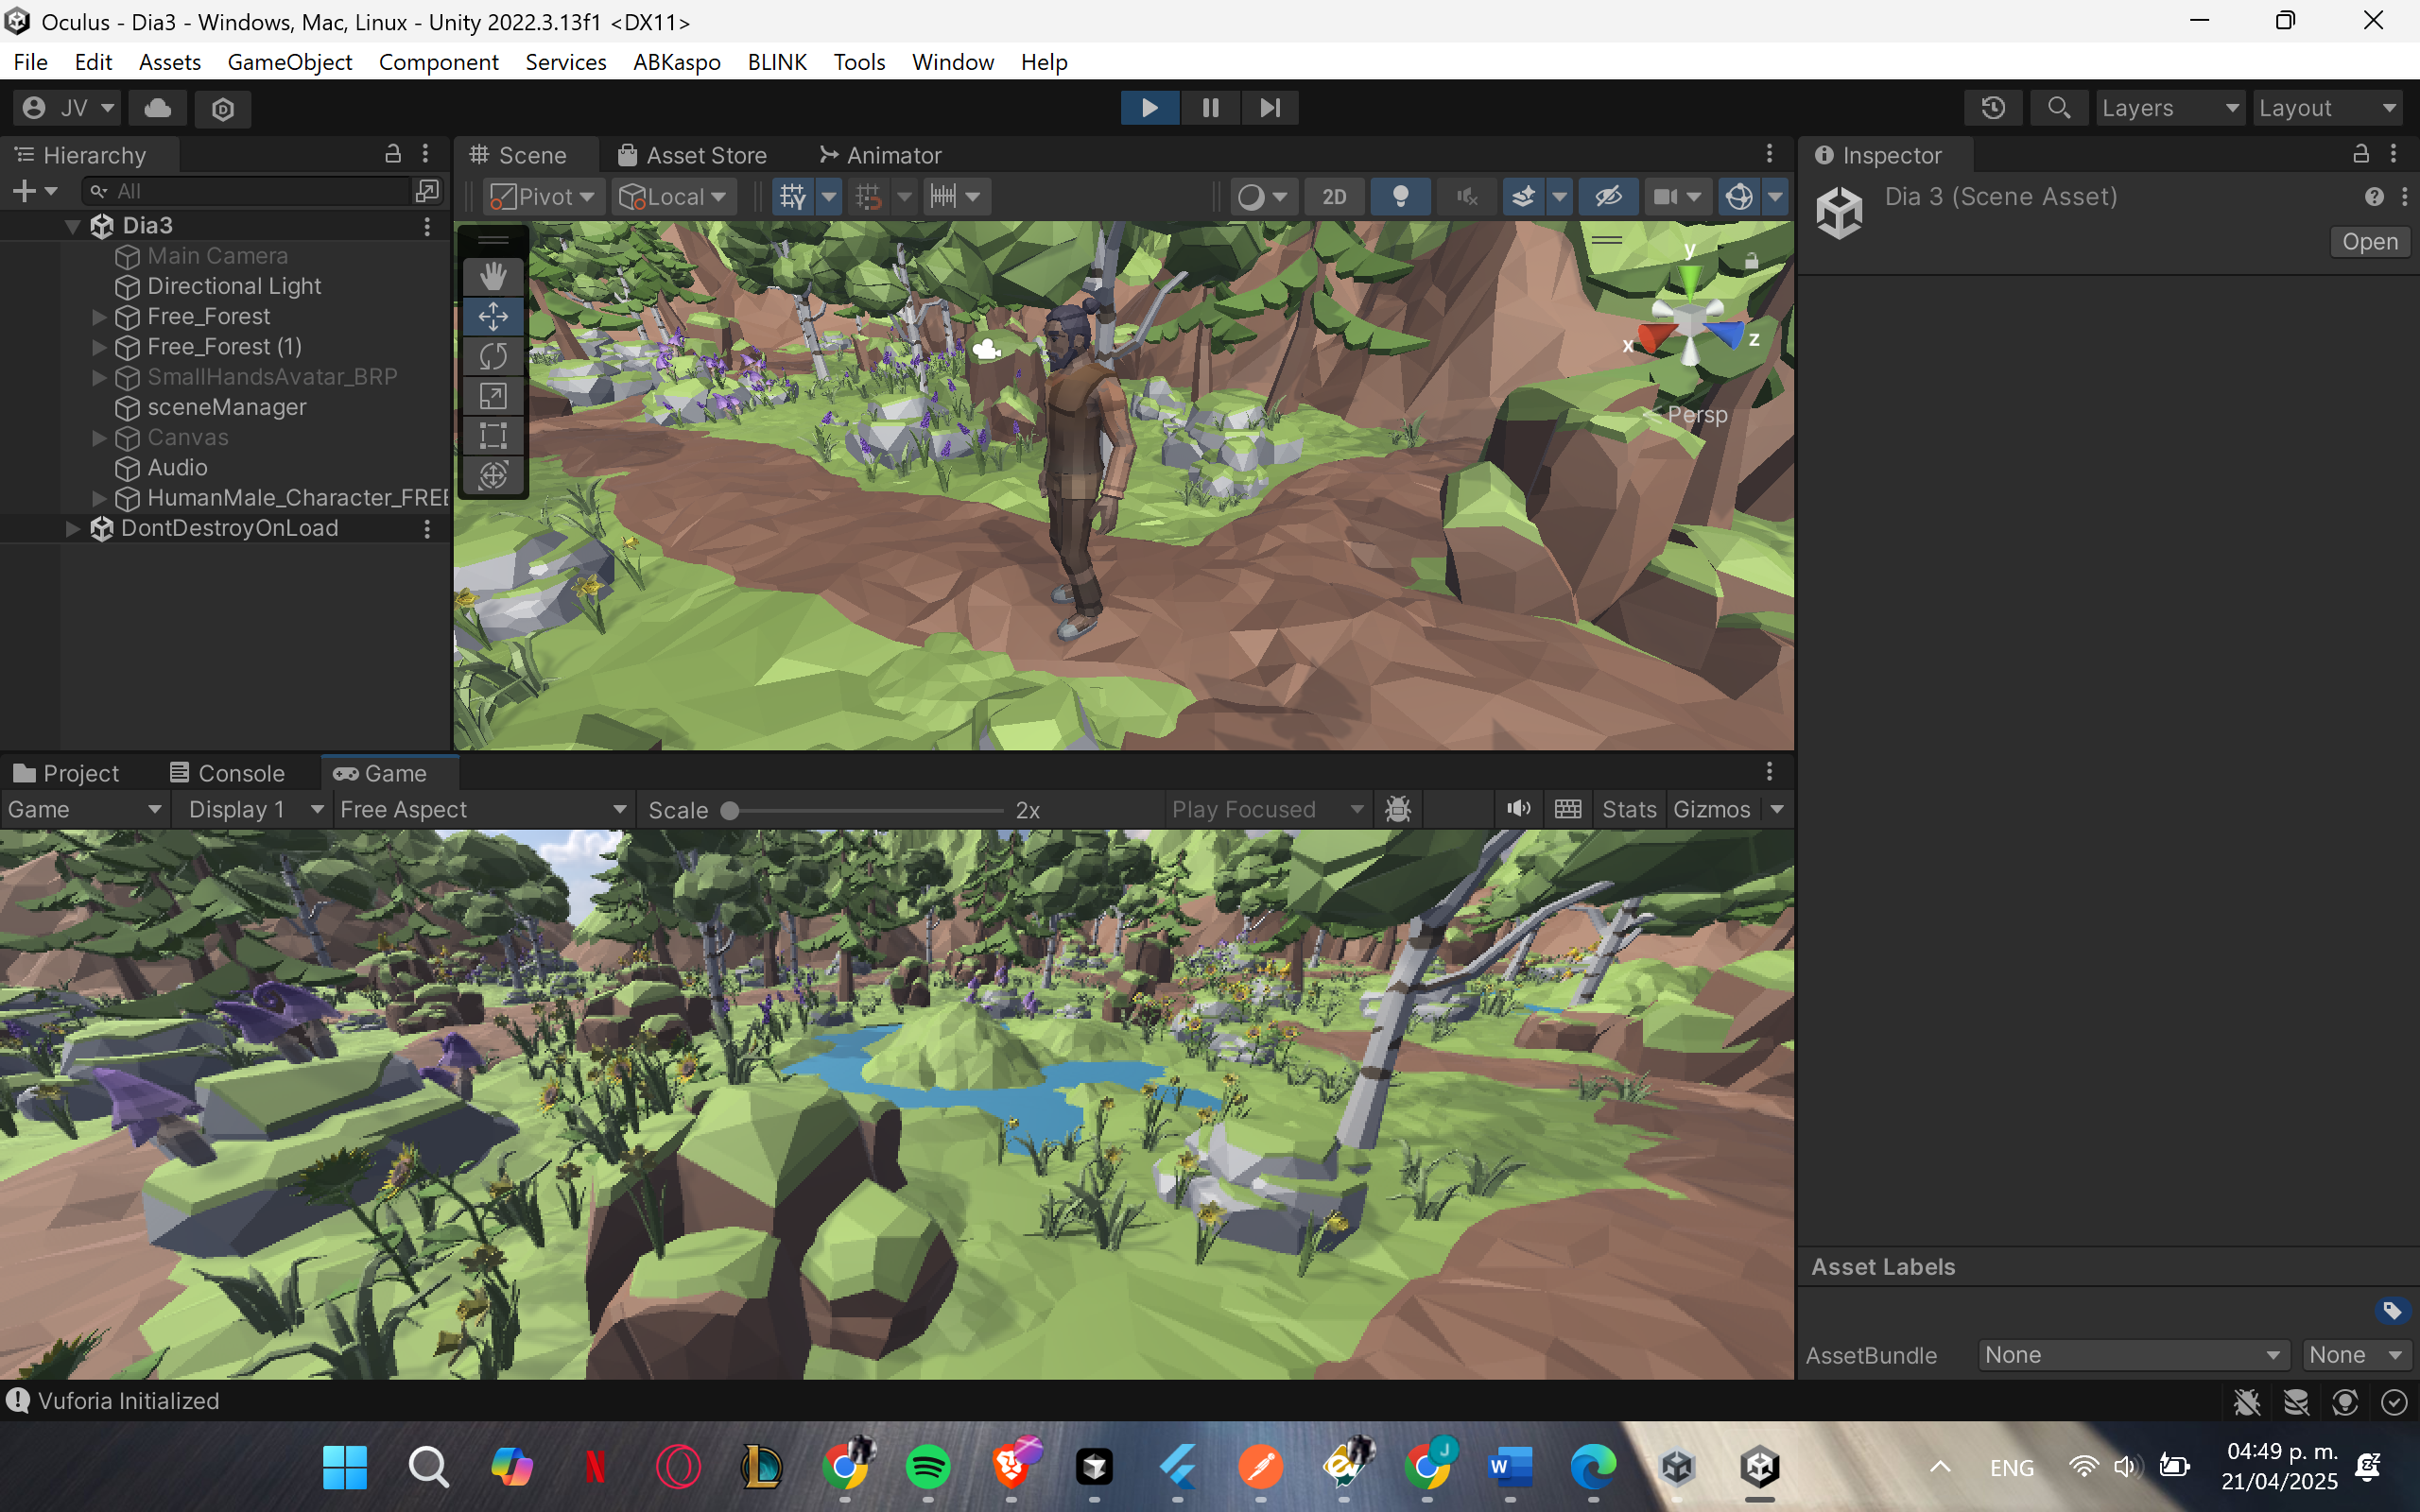 Oculus - Dia3 - Windows, Mac, Linux - Unity 2022.3.13f1 <DX11>
File Edit Assets GameObject Component Services ABKaspo BLINK Tools Window Help
JV Layers Layout
Hierarchy
All
Dia3
Main Camera
Directional Light
Free_Forest
Free_Forest (1)
SmallHandsAvatar_BRP
sceneManager
Canvas
Audio
HumanMale_Character_FREE
DontDestroyOnLoad
Scene Asset Store Animator
Pivot Local 2D
y
x z
Persp
Inspector
Dia 3 (Scene Asset)
Open
Project Console Game
Game Display 1 Free Aspect Scale 2x Play Focused Stats Gizmos
Asset Labels
AssetBundle None None
Vuforia Initialized
ENG
04:49 p. m.
21/04/2025